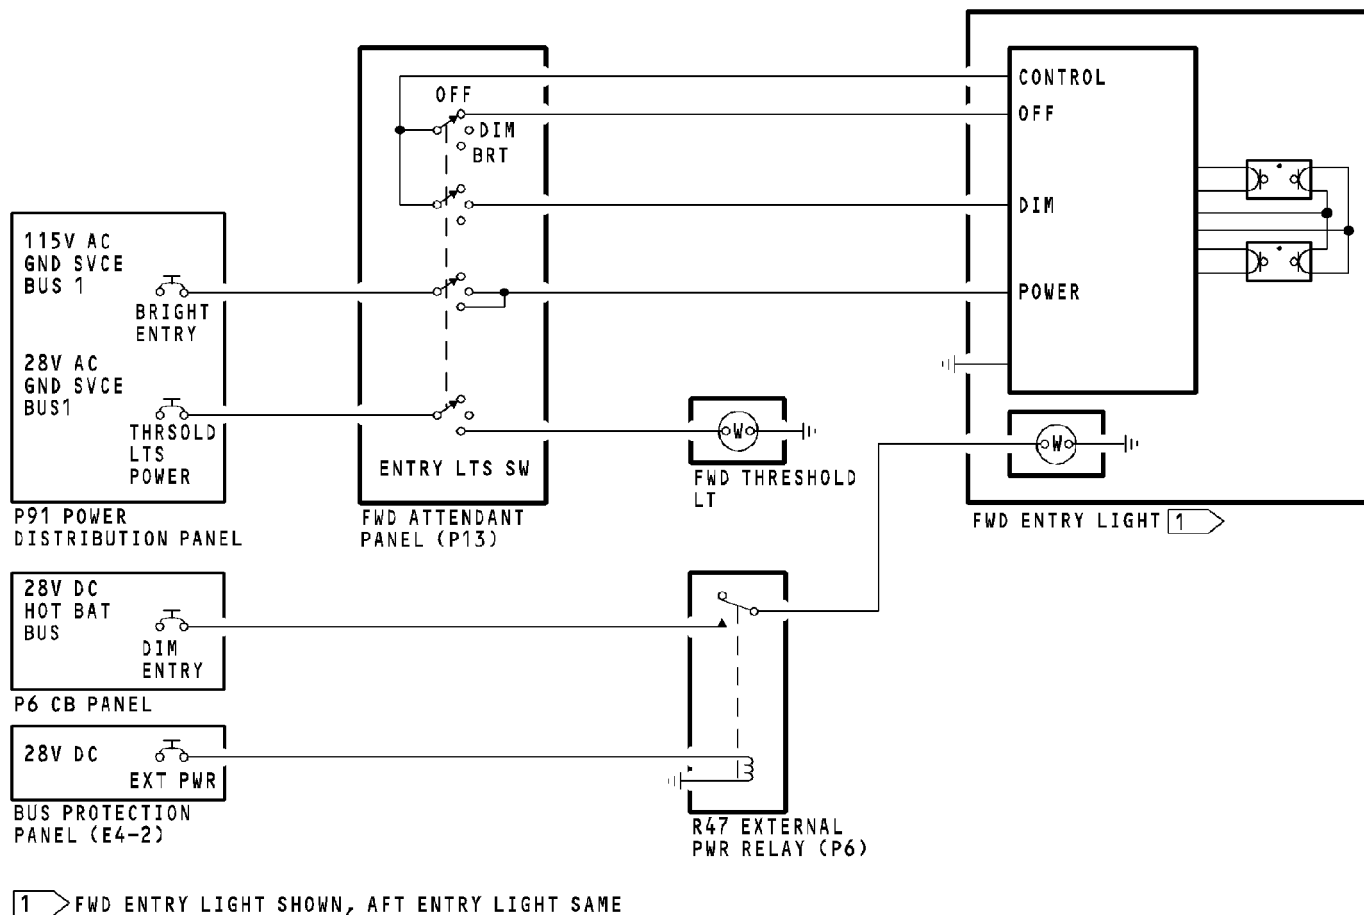 OFF
DIM
BRT
CONTROL
OFF
DIM
POWER
115V AC
GND SVCE
BUS 1
BRIGHT
ENTRY
28V AC
GND SVCE
BUS1
THRSOLD
LTS
POWER
P91 POWER
DISTRIBUTION PANEL
ENTRY LTS SW
FWD ATTENDANT
PANEL (P13)
W
FWD THRESHOLD
LT
W
FWD ENTRY LIGHT 1
28V DC
HOT BAT
BUS
DIM
ENTRY
P6 CB PANEL
28V DC
EXT PWR
BUS PROTECTION
PANEL (E4-2)
R47 EXTERNAL
PWR RELAY (P6)
1 FWD ENTRY LIGHT SHOWN, AFT ENTRY LIGHT SAME